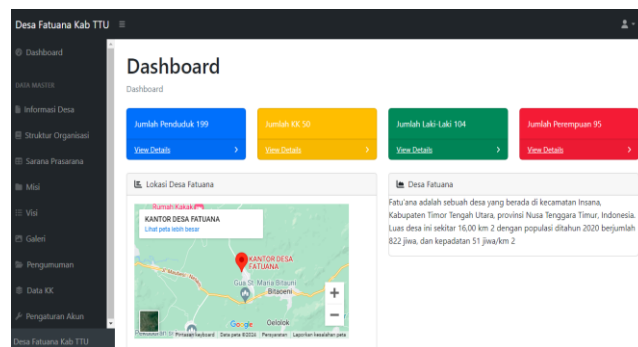 Desa Fatuana Kab TTU
Dashboard
DATA MASTER
Informasi Desa
Struktur Organisasi
Sarana Prasarana
Misi
Visi
Galeri
Pengumuman
Data KK
Pengaturan Akun
Desa Fatuana Kab TTU
Dashboard
Dashboard
Jumlah Penduduk 199
View Details
Jumlah KK 50
View Details
Jumlah Laki-Laki 104
View Details
Jumlah Perempuan 95
View Details
Lokasi Desa Fatuana
Rumah Kakak
KANTOR DESA FATUANA
Lihat peta lebih besar
KANTOR DESA
FATUANA
Jl. Maubeli - Nenuk
Gua St. Maria Bitauni
Bitaoeni
Oelolok
Google
Pintasan keyboard
Data peta ©2024
Persyaratan
Laporkan kesalahan peta
Desa Fatuana
Fatu'ana adalah sebuah desa yang berada di kecamatan Insana,
Kabupaten Timor Tengah Utara, provinsi Nusa Tenggara Timur, Indonesia.
Luas desa ini sekitar 16,00 km 2 dengan populasi ditahun 2020 berjumlah
822 jiwa, dan kepadatan 51 jiwa/km 2